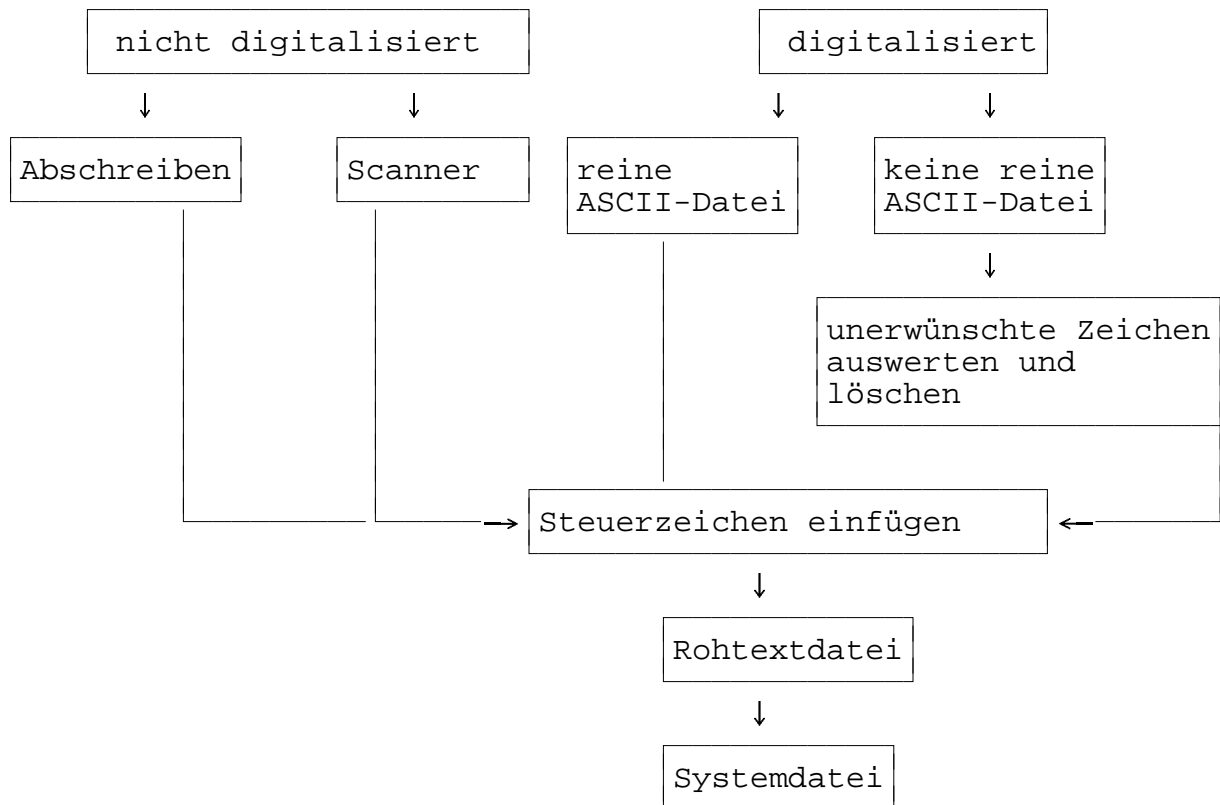 nicht digitalisiert
digitalisiert
Abschreiben
Scanner
reine
ASCII-Datei
keine reine
ASCII-Datei
unerwünschte Zeichen
auswerten und
löschen
Steuerzeichen einfügen
Rohtextdatei
Systemdatei